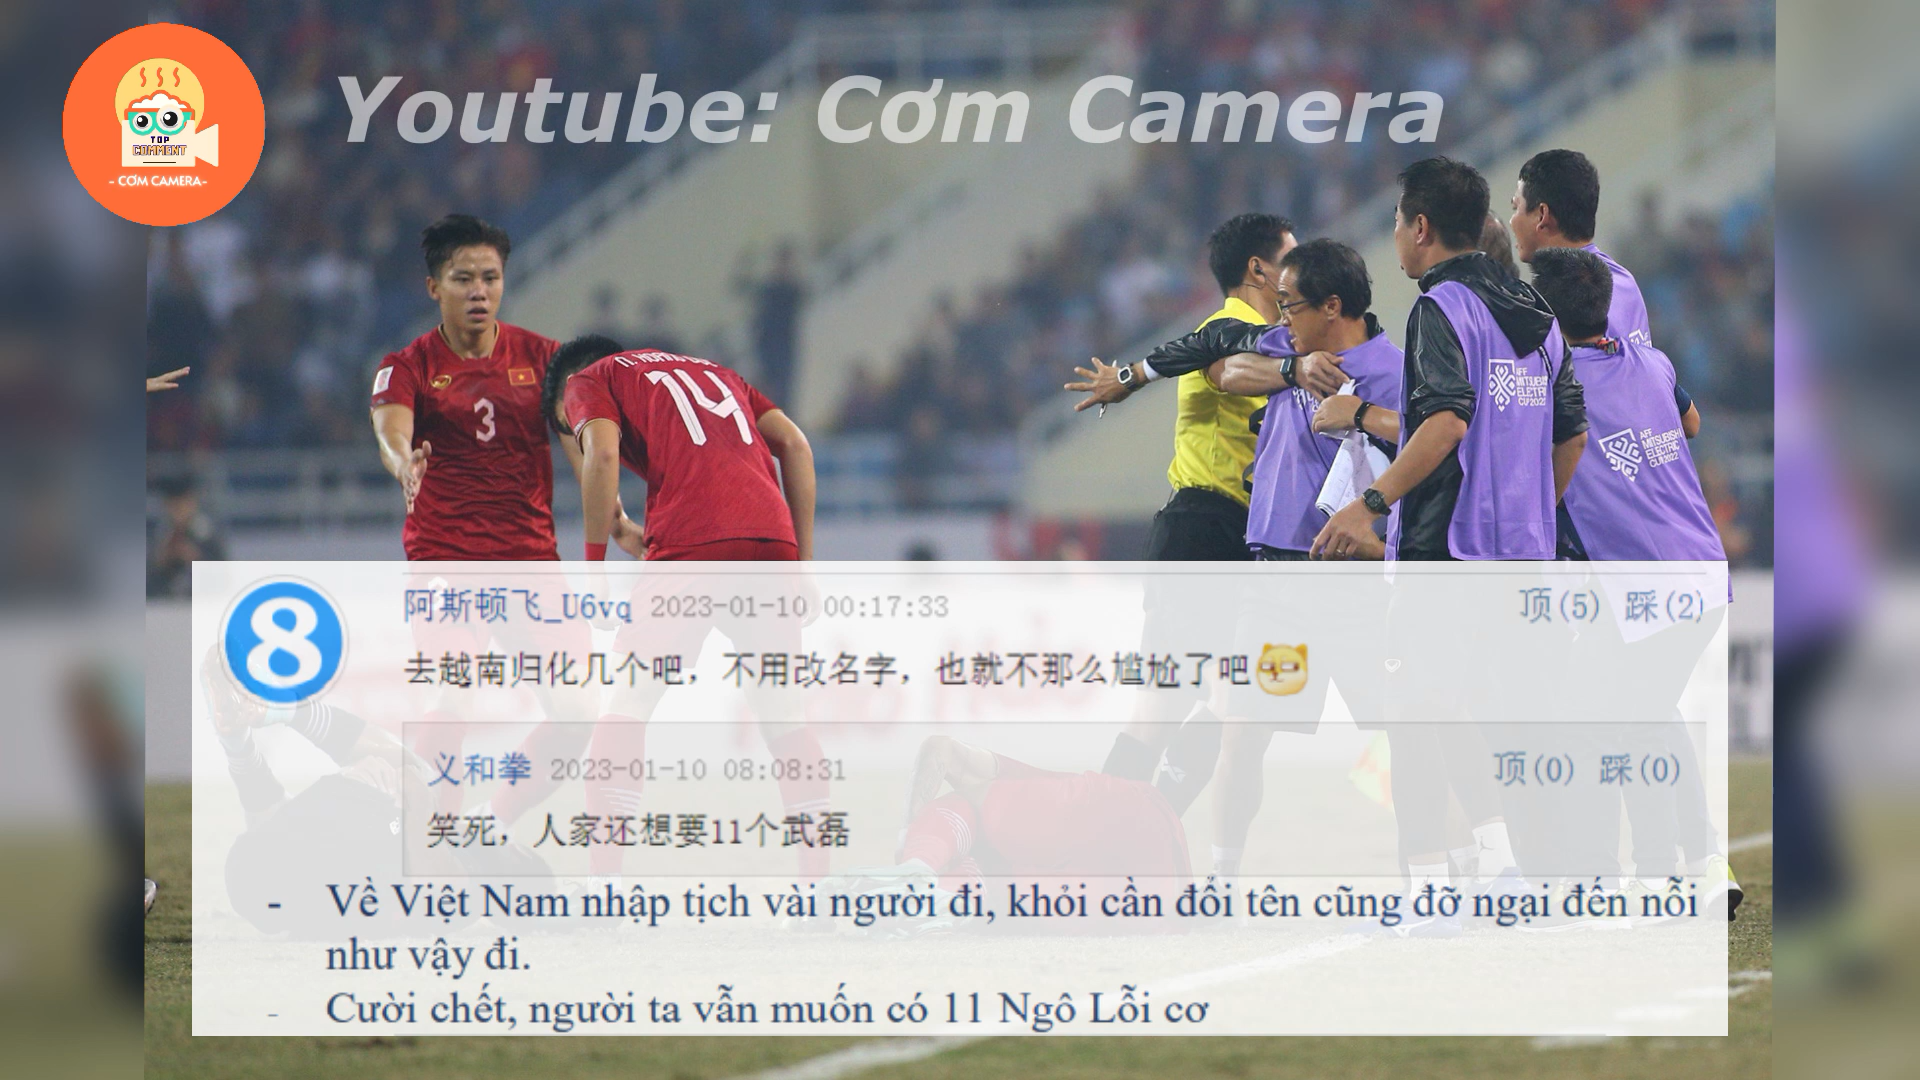 Youtube: Cơm Camera
TOP
COMMENT
- CƠM CAMERA-
3
14
AFF
MITSUBISHI
ELECTRIC
CUP 2022
8
阿斯顿飞_U6vq 2023-01-10 00:17:33 顶(5) 踩(2)
去越南归化几个吧，不用改名字，也就不那么尴尬了吧
义和拳 2023-01-10 08:08:31 顶(0) 踩(0)
笑死，人家还想要11个武磊
- Về Việt Nam nhập tịch vài người đi, khỏi cần đổi tên cũng đỡ ngại đến nỗi
như vậy đi.
- Cười chết, người ta vẫn muốn có 11 Ngô Lỗi cơ